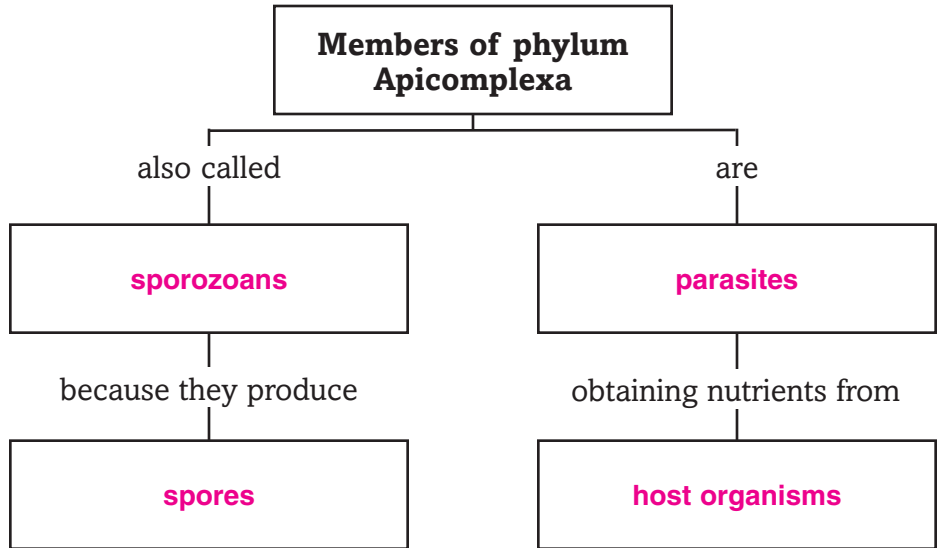 Members of phylum
Apicomplexa
also called
are
sporozoans
parasites
because they produce
obtaining nutrients from
spores
host organisms